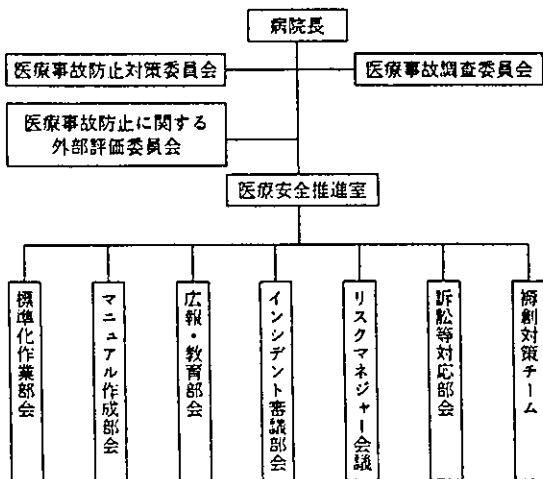 病院長
医療事故防止対策委員会
医療事故調査委員会
医療事故防止に関する
外部評価委員会
医療安全推進室
標準化作業部会
マニュアル作成部会
広報・教育部会
インシデント審議部会
リスクマネジャー会議
訴訟等対応部会
褥創対策チーム